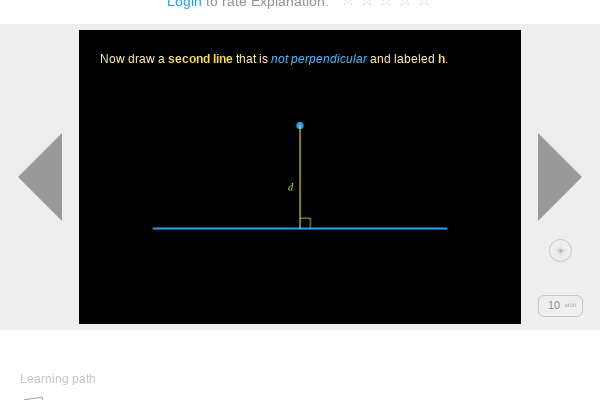 Login to rate Explanation:
Now draw a second line that is not perpendicular and labeled h.
d
10 of 20
Learning path